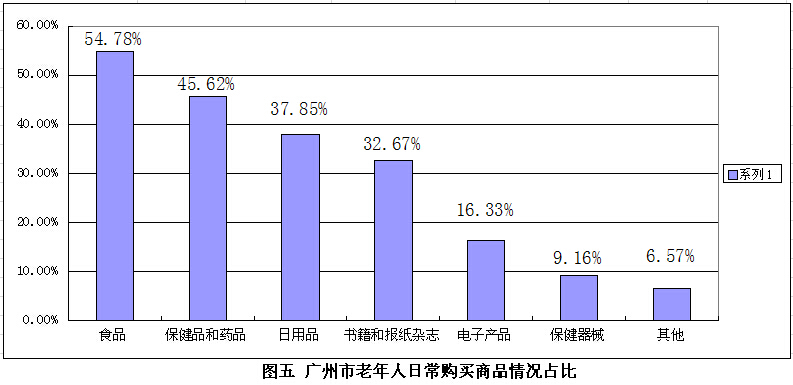 60.00%
50.00%
40.00%
30.00%
20.00%
10.00%
0.00%
54.78%
45.62%
37.85%
32.67%
16.33%
9.16%
6.57%
食品
保健品和药品
日用品
书籍和报纸杂志
电子产品
保健器械
其他
系列1
图五 广州市老年人日常购买商品情况占比